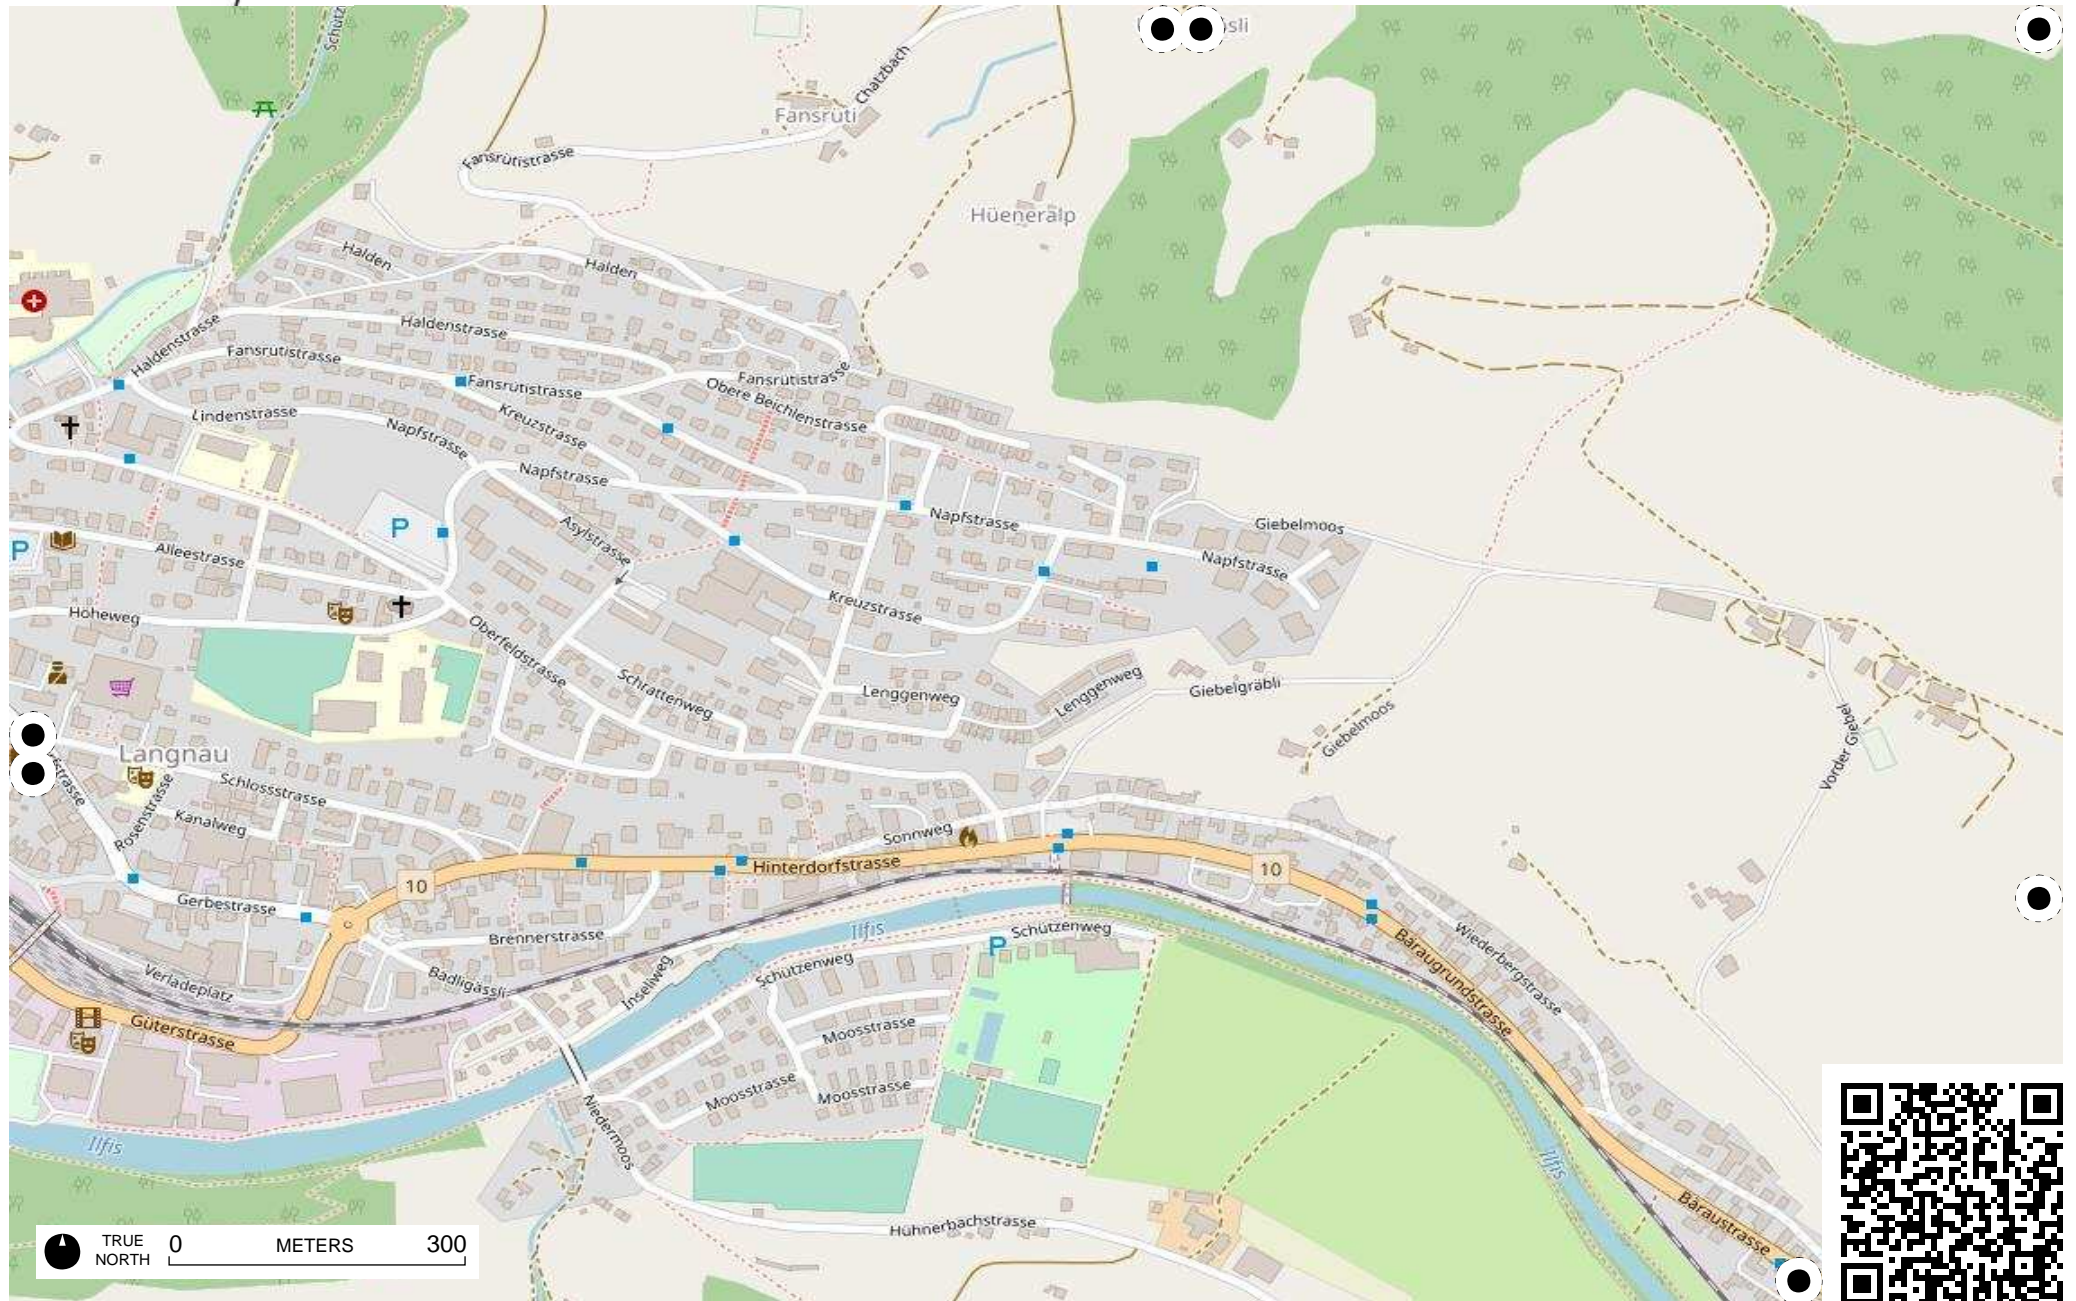 Chatzbach
Fansrüti
Fansrütistrasse
Hüeneralp
Halden
Halden
Haldenstrasse
Haldenstrasse
Fansrütistrasse
Fansrütistrasse
Fansrütistrasse
Obere Beichlenstrasse
Lindenstrasse
Napfstrasse
Kreuzstrasse
Napfstrasse
Napfstrasse
Giebelmoos
Napfstrasse
P
P
Asylstrasse
Alleestrasse
Höheweg
Kreuzstrasse
Oberfeldstrasse
Schrattenweg
Lenggenweg
Lenggenweg
Giebelgräbli
Giebelmoos
Vorder Giebel
Langnau
Schlossstrasse
Rosenstrasse
Kanalweg
Sonnweg
Hinterdorfstrasse
10
10
Gerbestrasse
Brennerstrasse
Ilfis
P
Schützenweg
Schützenweg
Wiederbergstrasse
Bäraugrundstrasse
Verladeplatz
Badligässli
Inselweg
Güterstrasse
Moosstrasse
Moosstrasse
Moosstrasse
Niedermoos
Ilfis
Ilfis
Hühnerbachstrasse
Bäraustrasse
TRUE
NORTH
0 METERS 300